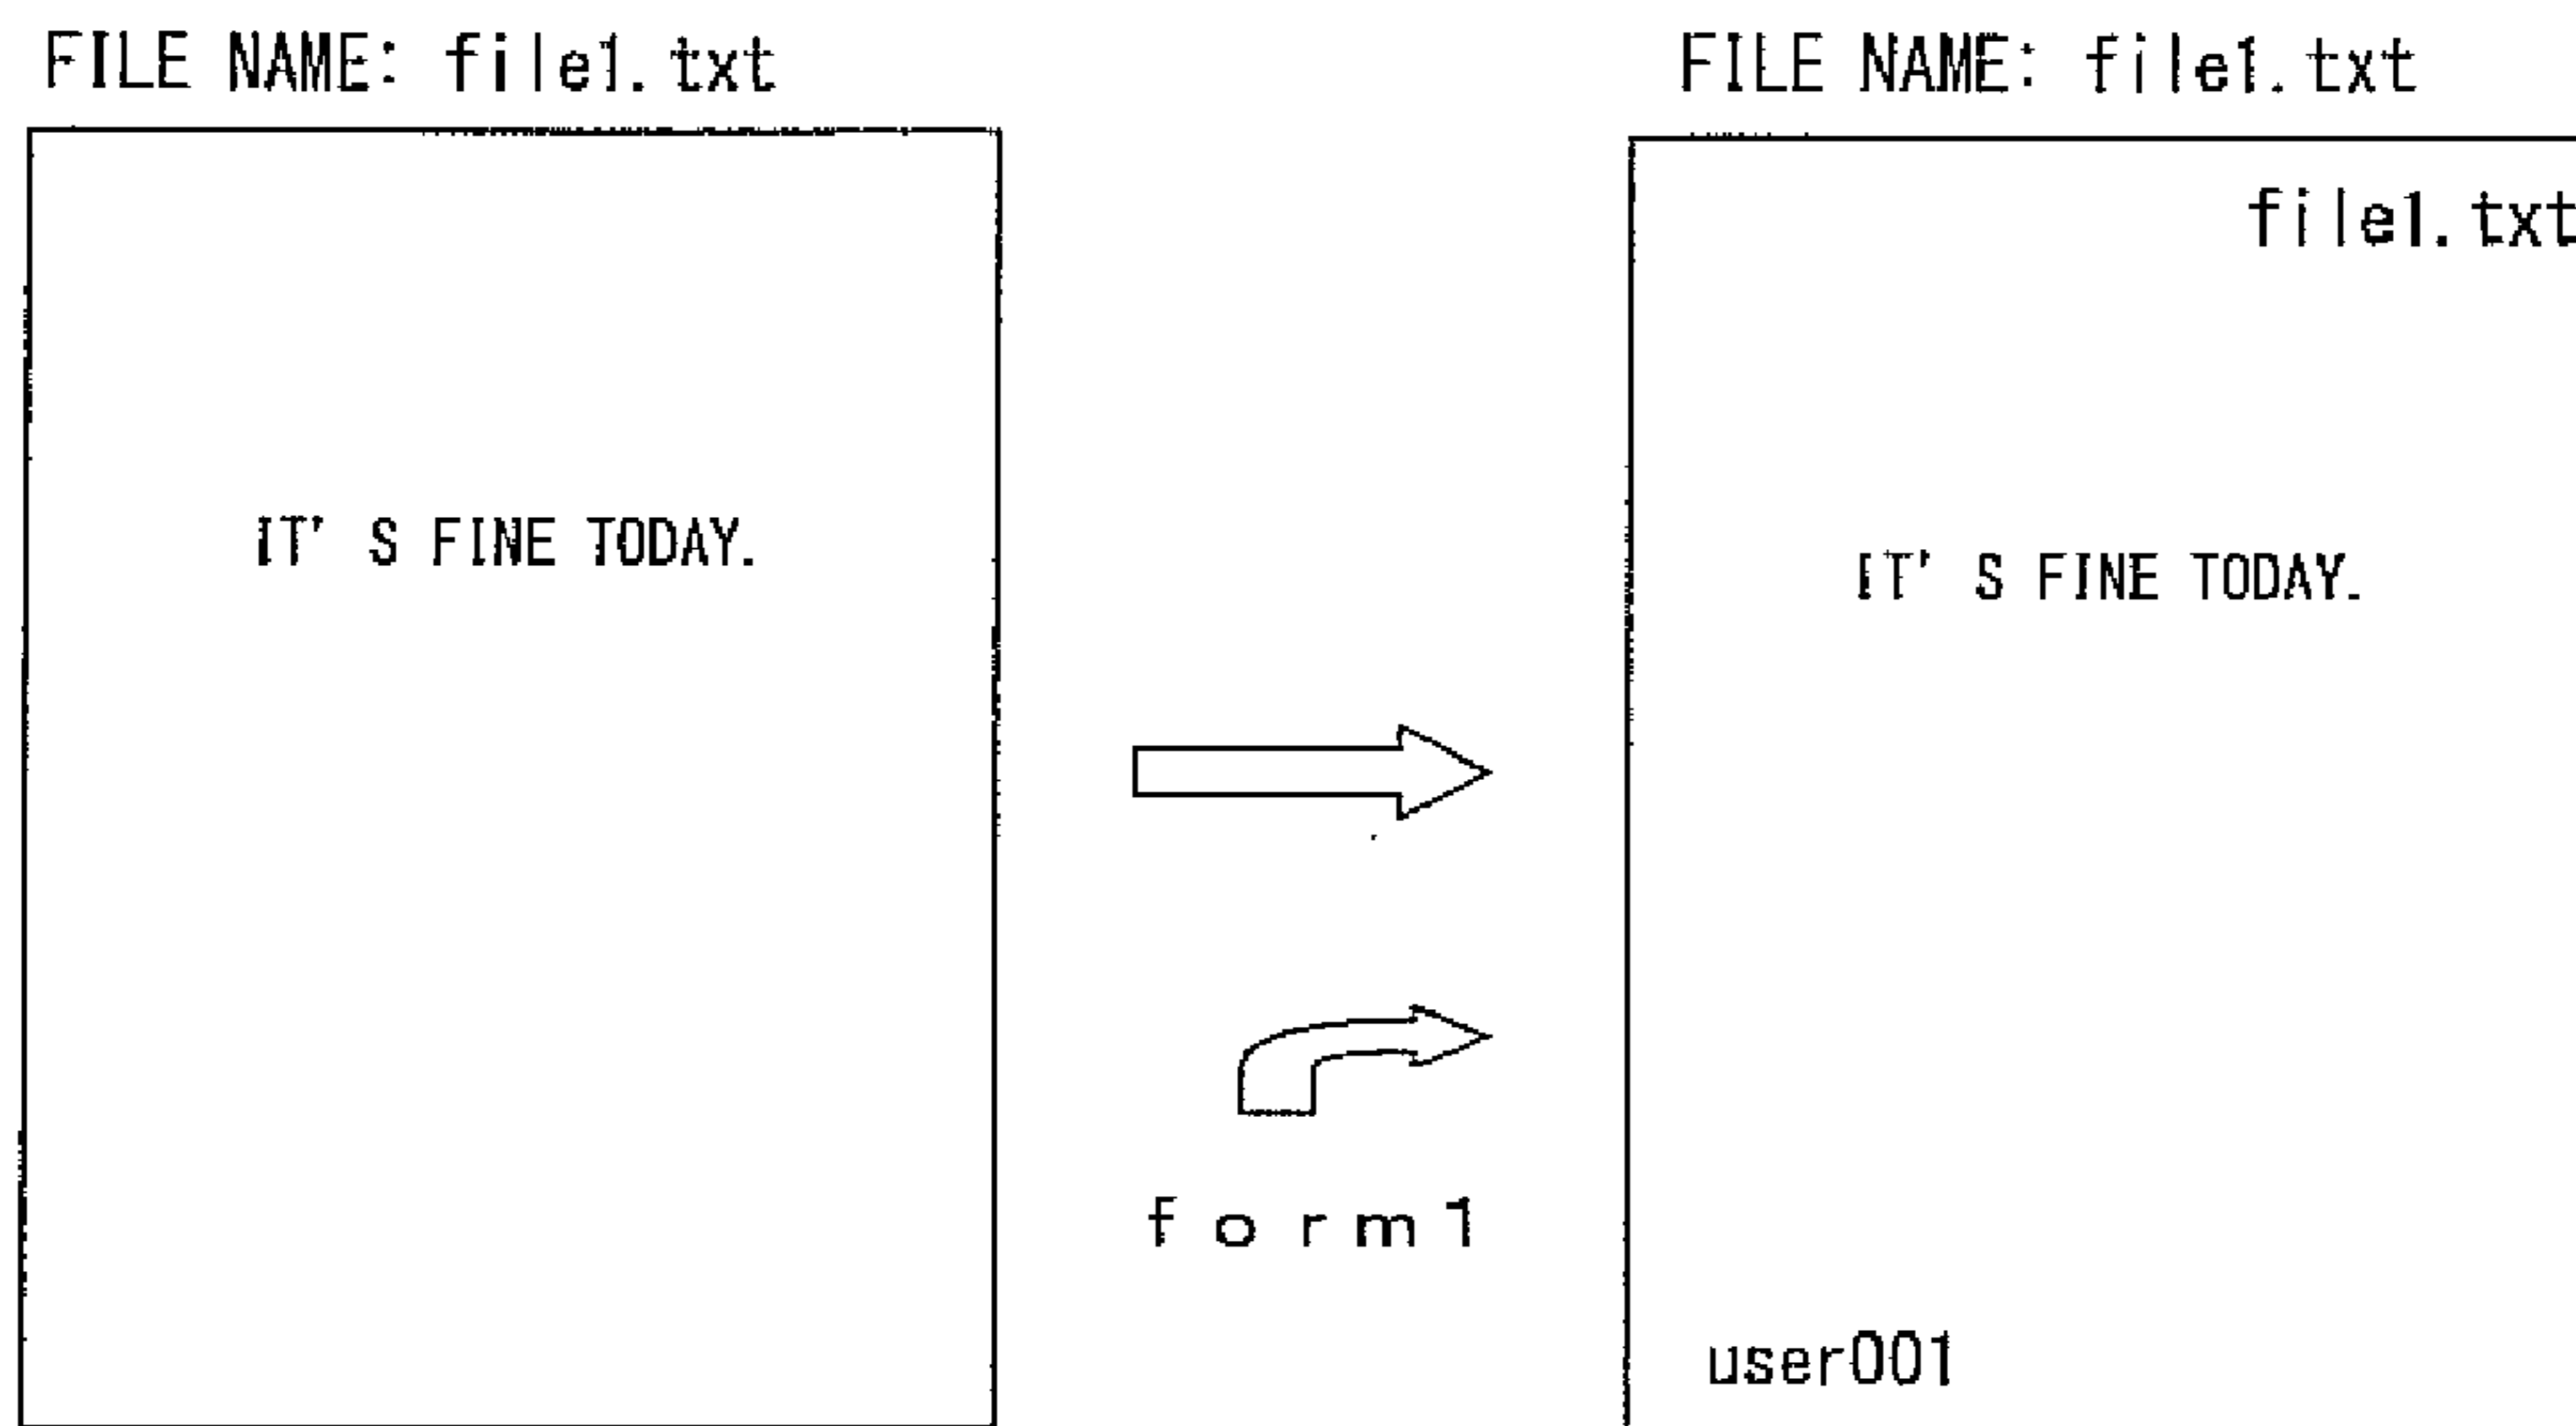 FILE NAME: file1.txt
IT'S FINE TODAY.
form1
FILE NAME: file1.txt
file1.txt
IT'S FINE TODAY.
user001